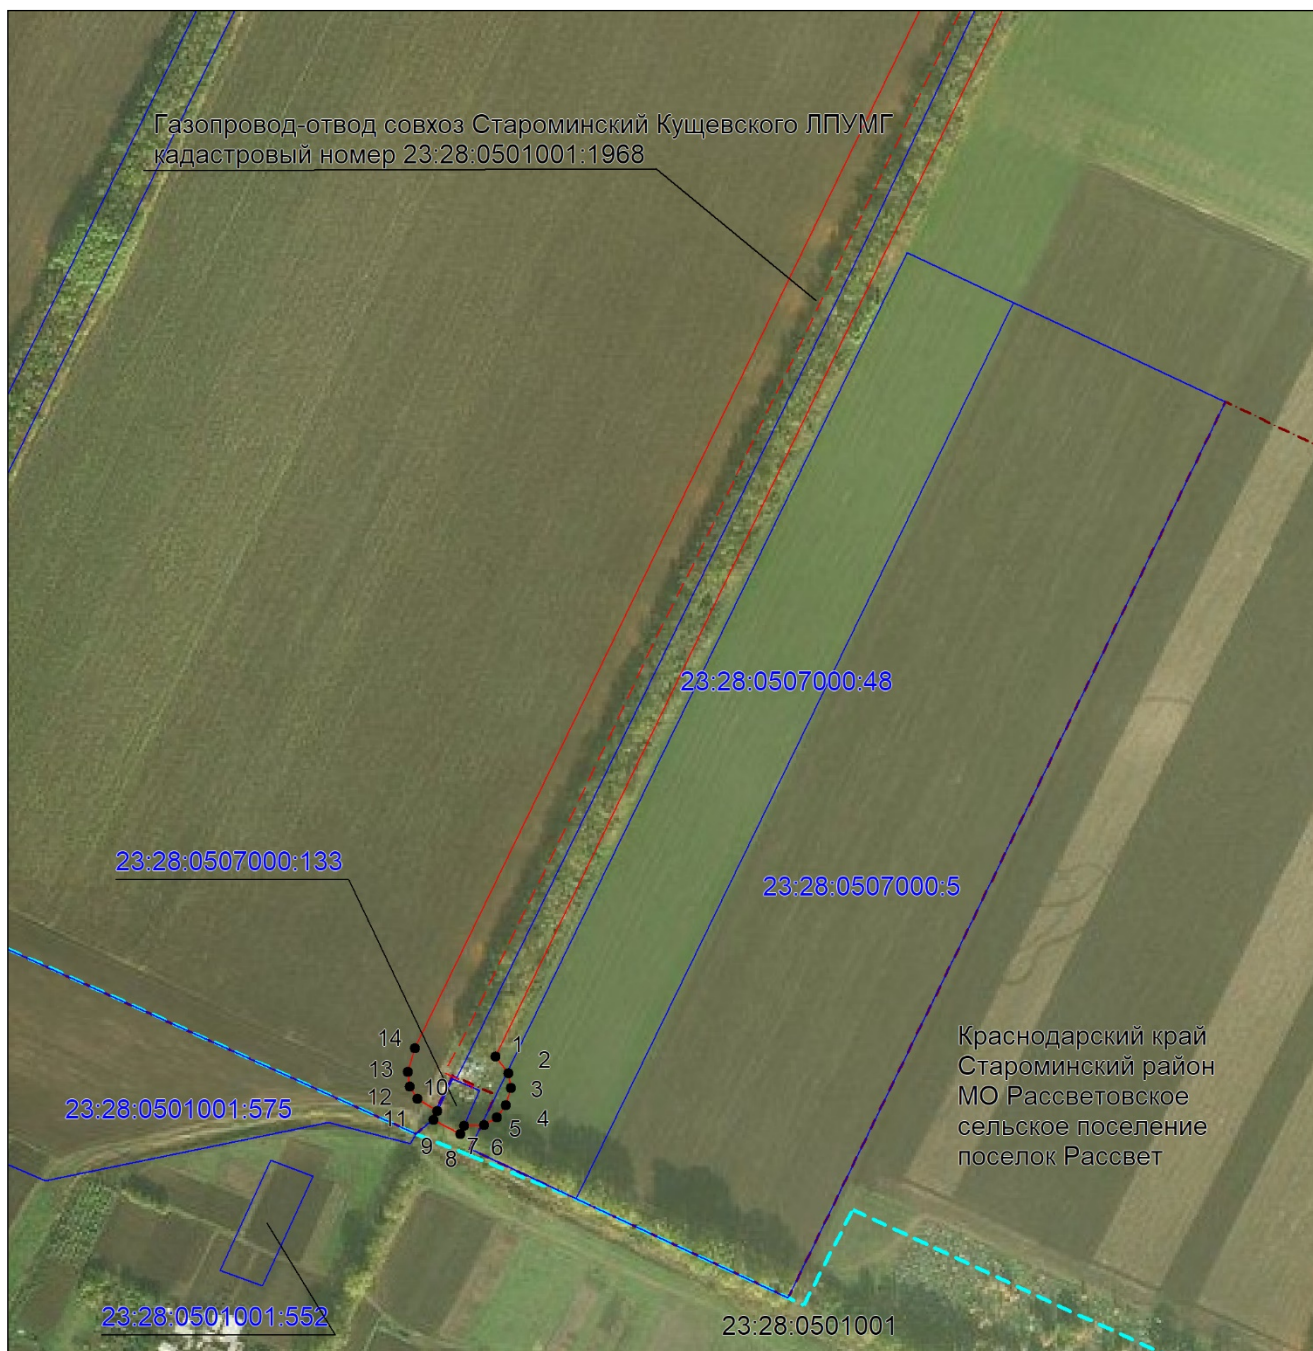 Газопровод-отвод совхоз Староминский Кущевского ЛПУМГ
кадастровый номер 23:28:0501001:1968
23:28:0507000:48
23:28:0507000:133
23:28:0507000:5
Краснодарский край
Староминский район
МО Рассветовское
сельское поселение
поселок Рассвет
14
1
2
13
3
10
12
4
23:28:0501001:575
11
5
9
7
6
8
23:28:0501001:552
23:28:0501001